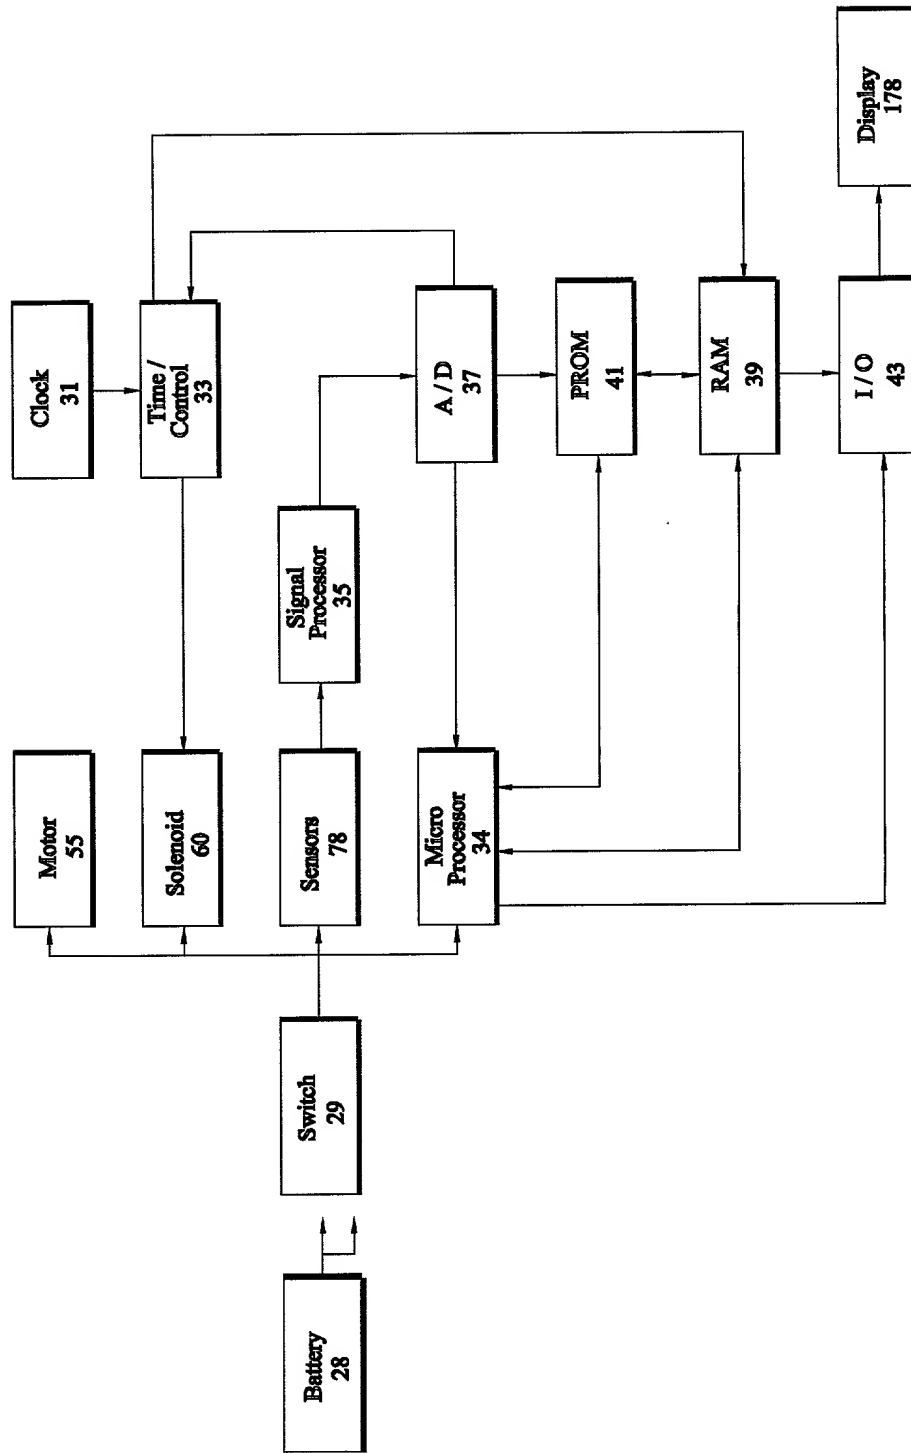 Battery
28
Switch
29
Motor
55
Solenoid
60
Sensors
78
Micro
Processor
34
Signal
Processor
35
Clock
31
Time /
Control
33
A / D
37
PROM
41
RAM
39
I / O
43
Display
178